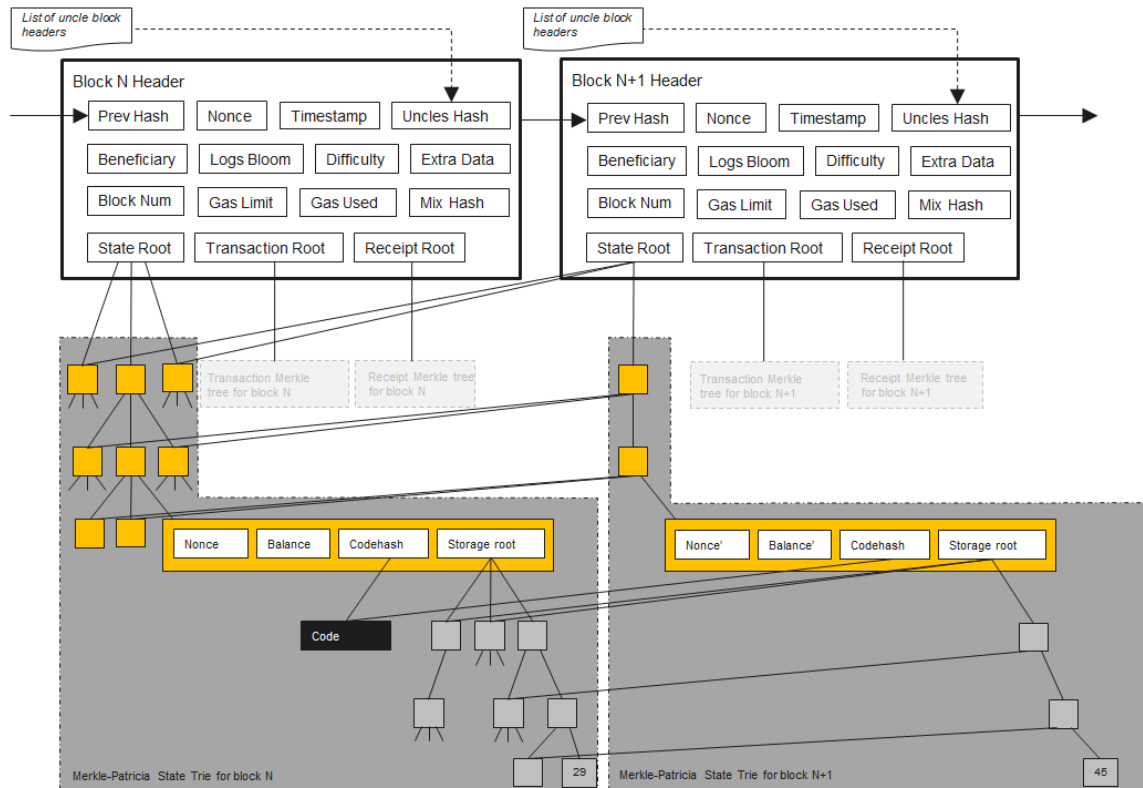 List of uncle block
headers
List of uncle block
headers
Block N Header
Prev Hash
Nonce
Timestamp
Uncles Hash
Beneficiary
Logs Bloom
Difficulty
Extra Data
Block Num
Gas Limit
Gas Used
Mix Hash
State Root
Transaction Root
Receipt Root
Block N+1 Header
Prev Hash
Nonce
Timestamp
Uncles Hash
Beneficiary
Logs Bloom
Difficulty
Extra Data
Block Num
Gas Limit
Gas Used
Mix Hash
State Root
Transaction Root
Receipt Root
Transaction Merkle
tree for block N
Receipt Merkle tree
for block N
Transaction Merkle
tree for block N+1
Receipt Merkle tree
for block N+1
Nonce
Balance
Codehash
Storage root
Nonce'
Balance'
Codehash
Storage root
Code
29
45
Merkle-Patricia State Trie for block N
Merkle-Patricia State Trie for block N+1